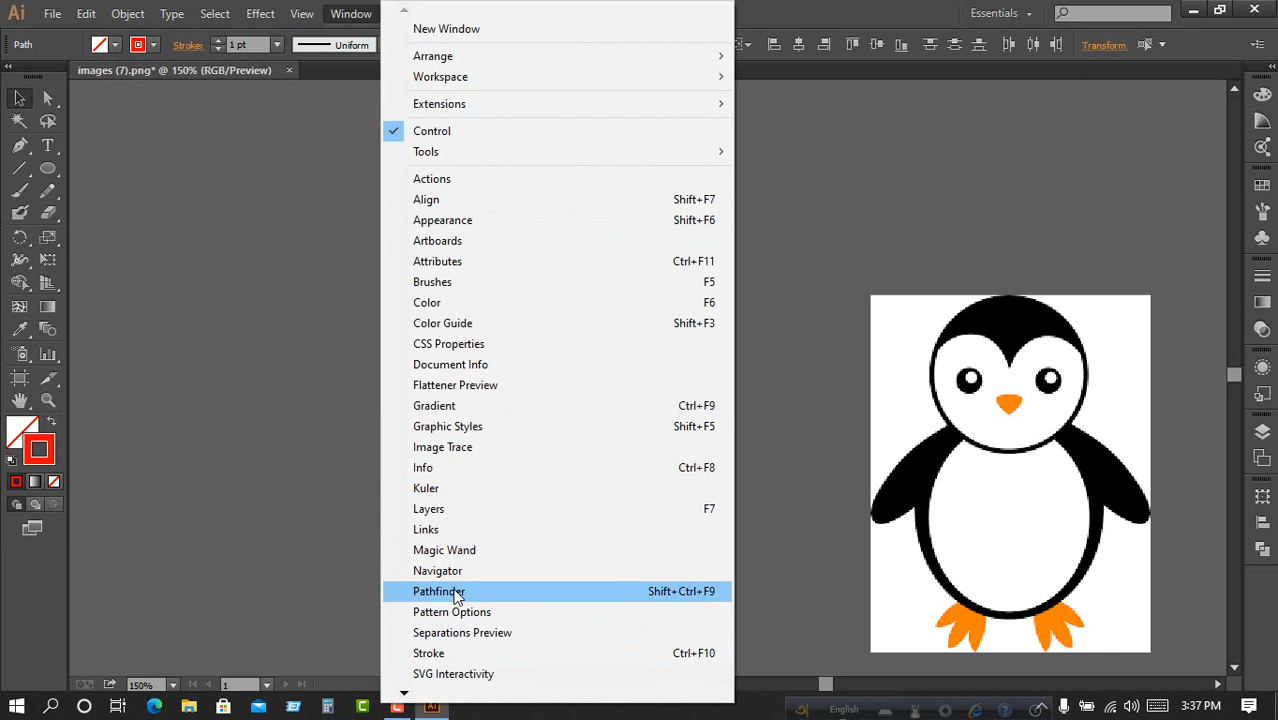 Ai File Edit Object Type Select Effect View Window Essentials
Path Stroke: 1 pt Uniform Transform
images (7).png* @ 150% (RGB/Preview)
New Window
Arrange
Workspace
Extensions
Control
Tools
Actions
Align Shift+F7
Appearance Shift+F6
Artboards
Attributes Ctrl+F11
Brushes F5
Color F6
Color Guide Shift+F3
CSS Properties
Document Info
Flattener Preview
Gradient Ctrl+F9
Graphic Styles Shift+F5
Image Trace
Info Ctrl+F8
Kuler
Layers F7
Links
Magic Wand
Navigator
Pathfinder Shift+Ctrl+F9
Pattern Options
Separations Preview
Stroke Ctrl+F10
SVG Interactivity
150% 1
Ai English 3:37 PM